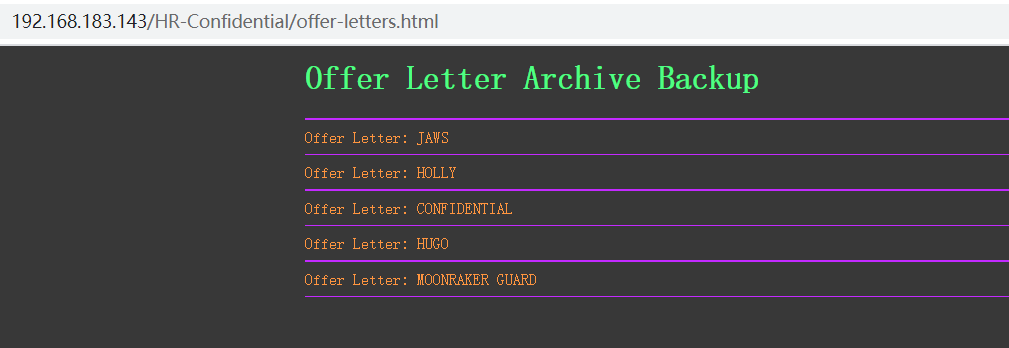 192.168.183.143/HR-Confidential/offer-letters.html
Offer Letter Archive Backup
Offer Letter: JAWS
Offer Letter: HOLLY
Offer Letter: CONFIDENTIAL
Offer Letter: HUGO
Offer Letter: MOONRAKER GUARD